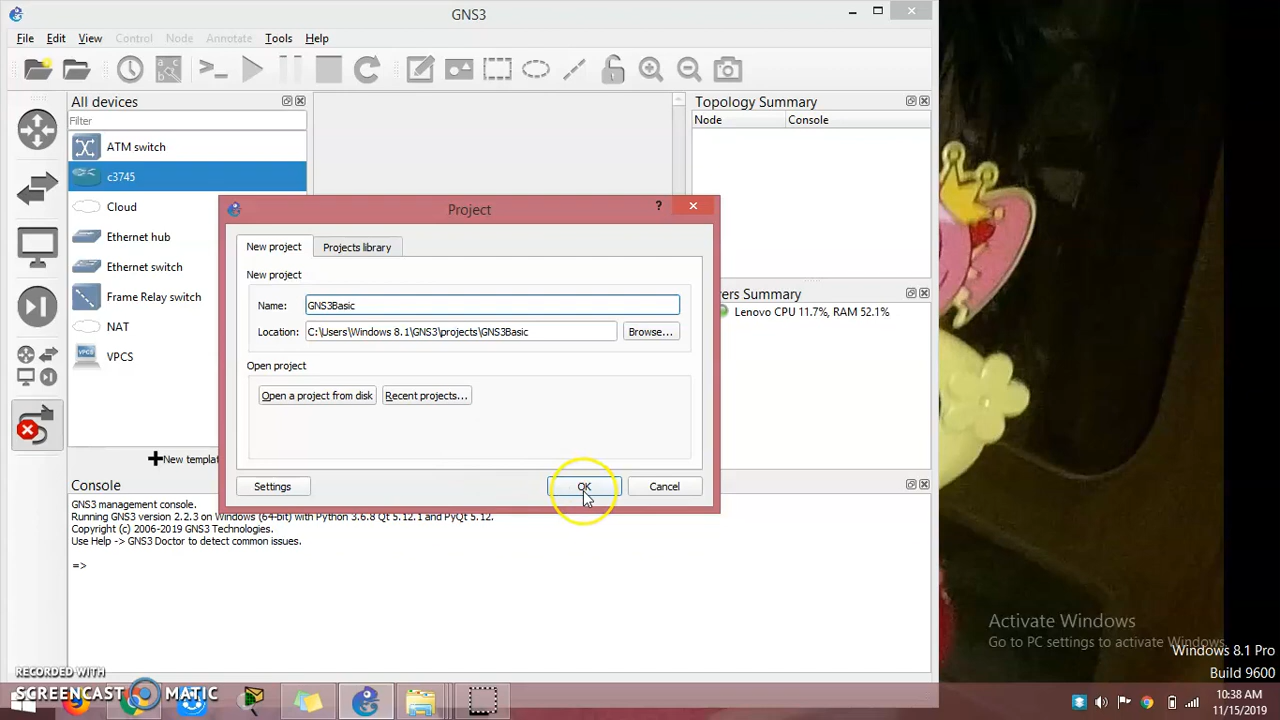 GNS3
File Edit View Control Node Annotate Tools Help
All devices
Filter
ATM switch
c3745
Cloud
Ethernet hub
Ethernet switch
Frame Relay switch
NAT
VPCS
New templa
Topology Summary
Node Console
ers Summary
Lenovo CPU 11.7%, RAM 52.1%
Project
New project Projects library
New project
Name: GNS3Basic
Location: C:\Users\Windows 8.1\GNS3\projects\GNS3Basic Browse...
Open project
Open a project from disk Recent projects...
Settings OK Cancel
Console
GNS3 management console.
Running GNS3 version 2.2.3 on Windows (64-bit) with Python 3.6.8 Qt 5.12.1 and PyQt 5.12.
Copyright (c) 2006-2019 GNS3 Technologies.
Use Help -> GNS3 Doctor to detect common issues.
=>
Activate Windows
Go to PC settings to activate Windows.
Windows 8.1 Pro
Build 9600
RECORDED WITH
SCREENCAST MATIC
10:38 AM
11/15/2019